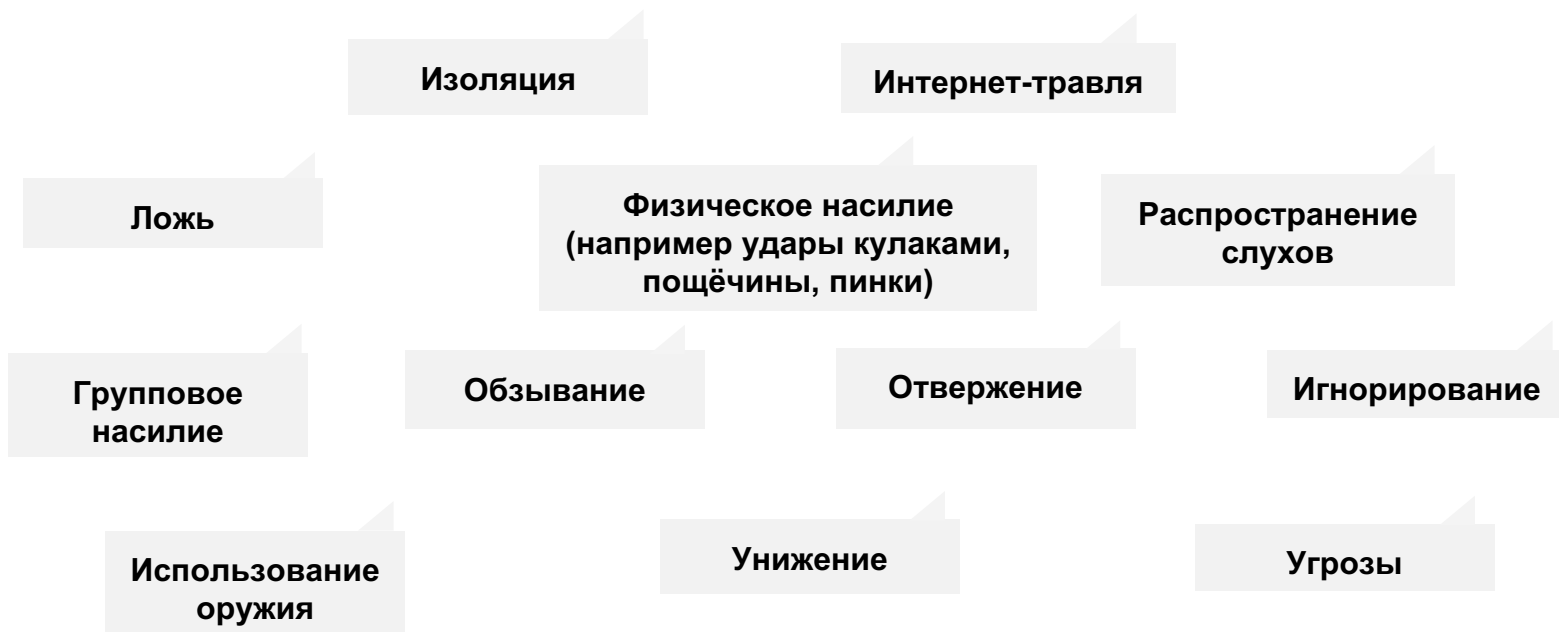 Изоляция
Интернет-травля
Ложь
Физическое насилие
(например удары кулаками,
пощёчины, пинки)
Распространение
слухов
Групповое
насилие
Обзывание
Отвержение
Игнорирование
Использование
оружия
Унижение
Угрозы